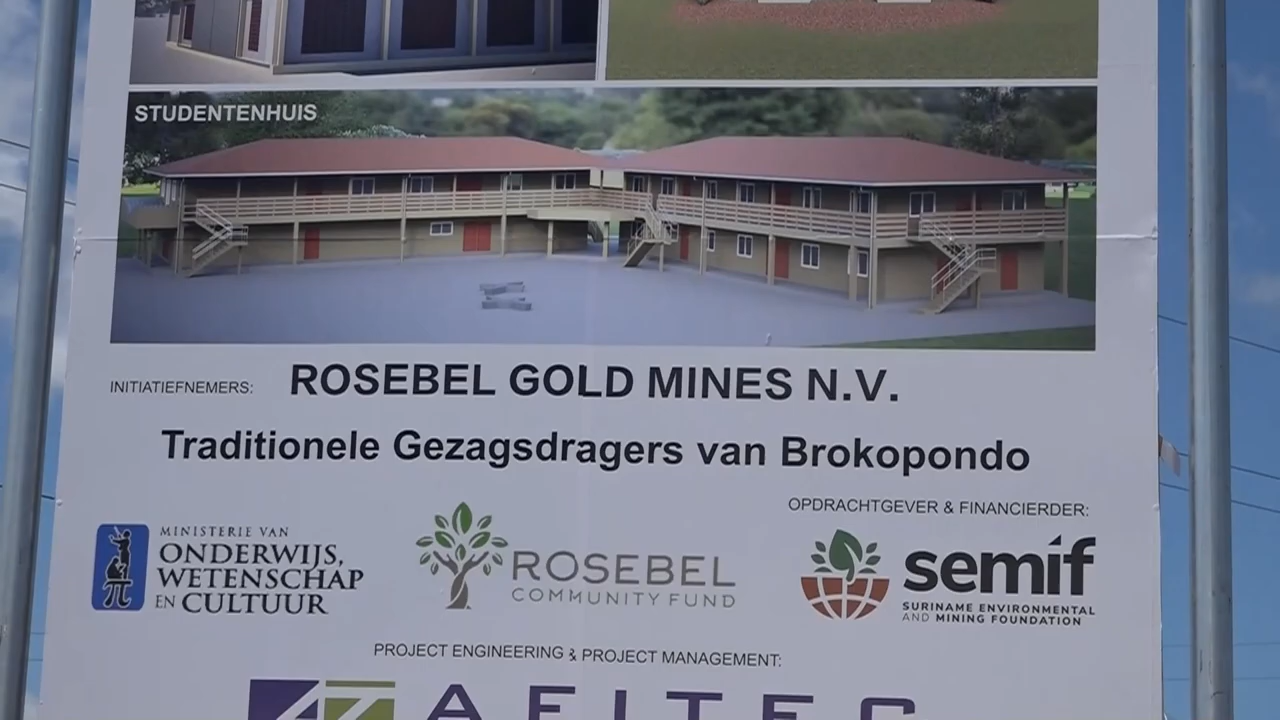 STUDENTENHUIS
INITIATIEFNEMERS: ROSEBEL GOLD MINES N.V.
Traditionele Gezagsdragers van Brokopondo
OPDRACHTGEVER & FINANCIERDER:
MINISTERIE VAN
ONDERWIJS,
WETENSCHAP
EN CULTUUR
ROSEBEL
COMMUNITY FUND
semif
SURINAME ENVIRONMENTAL
AND MINING FOUNDATION
PROJECT ENGINEERING & PROJECT MANAGEMENT: